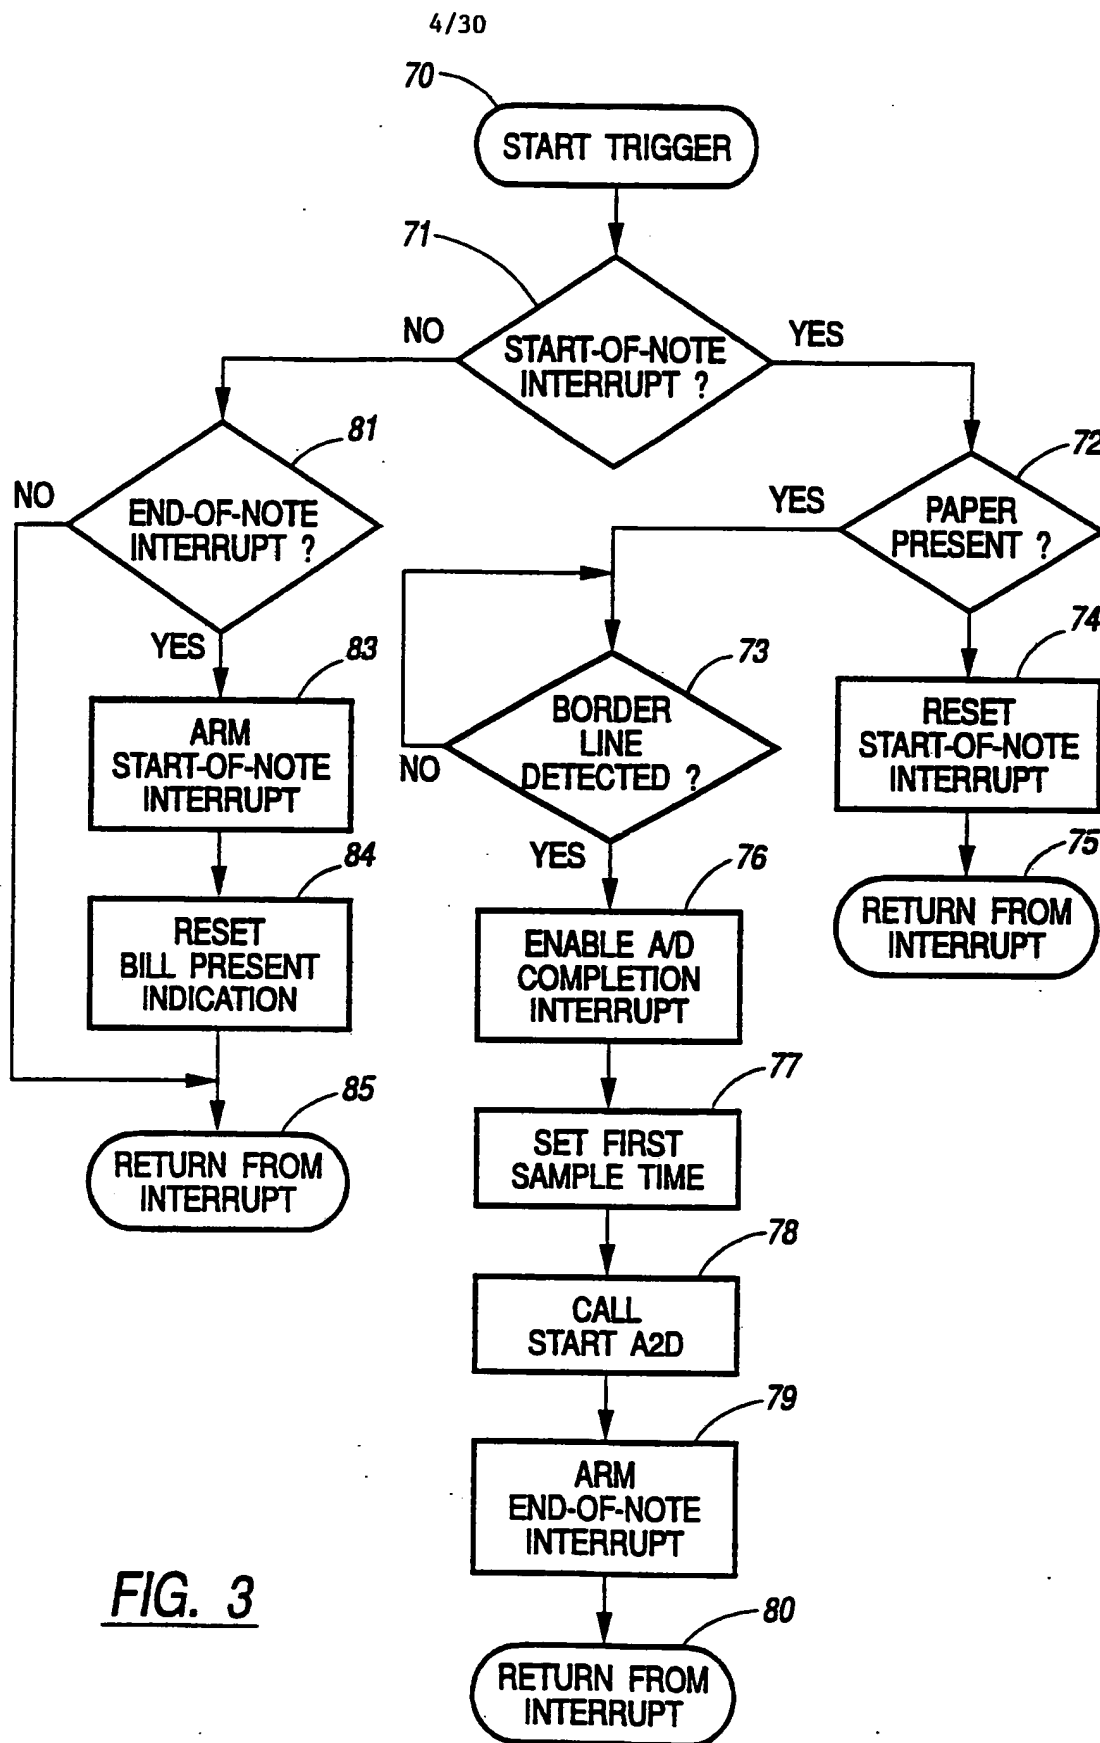 4/30
70
START TRIGGER
71
NO
YES
START-OF-NOTE
INTERRUPT ?
81
72
NO
END-OF-NOTE
INTERRUPT ?
YES
PAPER
PRESENT ?
YES
83
73
74
ARM
START-OF-NOTE
INTERRUPT
BORDER
LINE
DETECTED ?
NO
RESET
START-OF-NOTE
INTERRUPT
84
YES
76
75
RESET
BILL PRESENT
INDICATION
ENABLE A/D
COMPLETION
INTERRUPT
RETURN FROM
INTERRUPT
85
77
RETURN FROM
INTERRUPT
SET FIRST
SAMPLE TIME
78
CALL
START A2D
79
ARM
END-OF-NOTE
INTERRUPT
FIG. 3
80
RETURN FROM
INTERRUPT